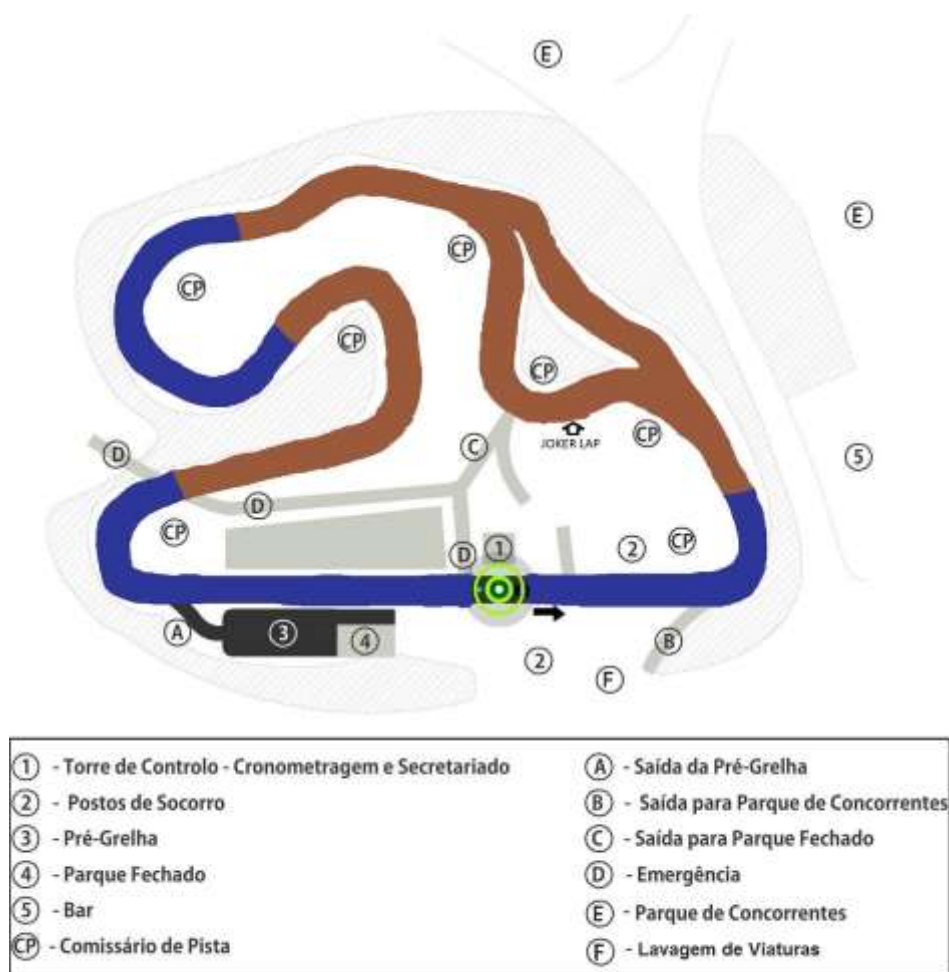 E
E
CP
CP
CP
CP
JOKER LAP
CP
C
5
D
D
CP
D
1
2
CP
A
3
4
2
B
F
1 - Torre de Controlo - Cronometragem e Secretariado
2 - Postos de Socorro
3 - Pré-Grelha
4 - Parque Fechado
5 - Bar
CP - Comissário de Pista
A - Saída da Pré-Grelha
B - Saída para Parque de Concorrentes
C - Saída para Parque Fechado
D - Emergência
E - Parque de Concorrentes
F - Lavagem de Viaturas